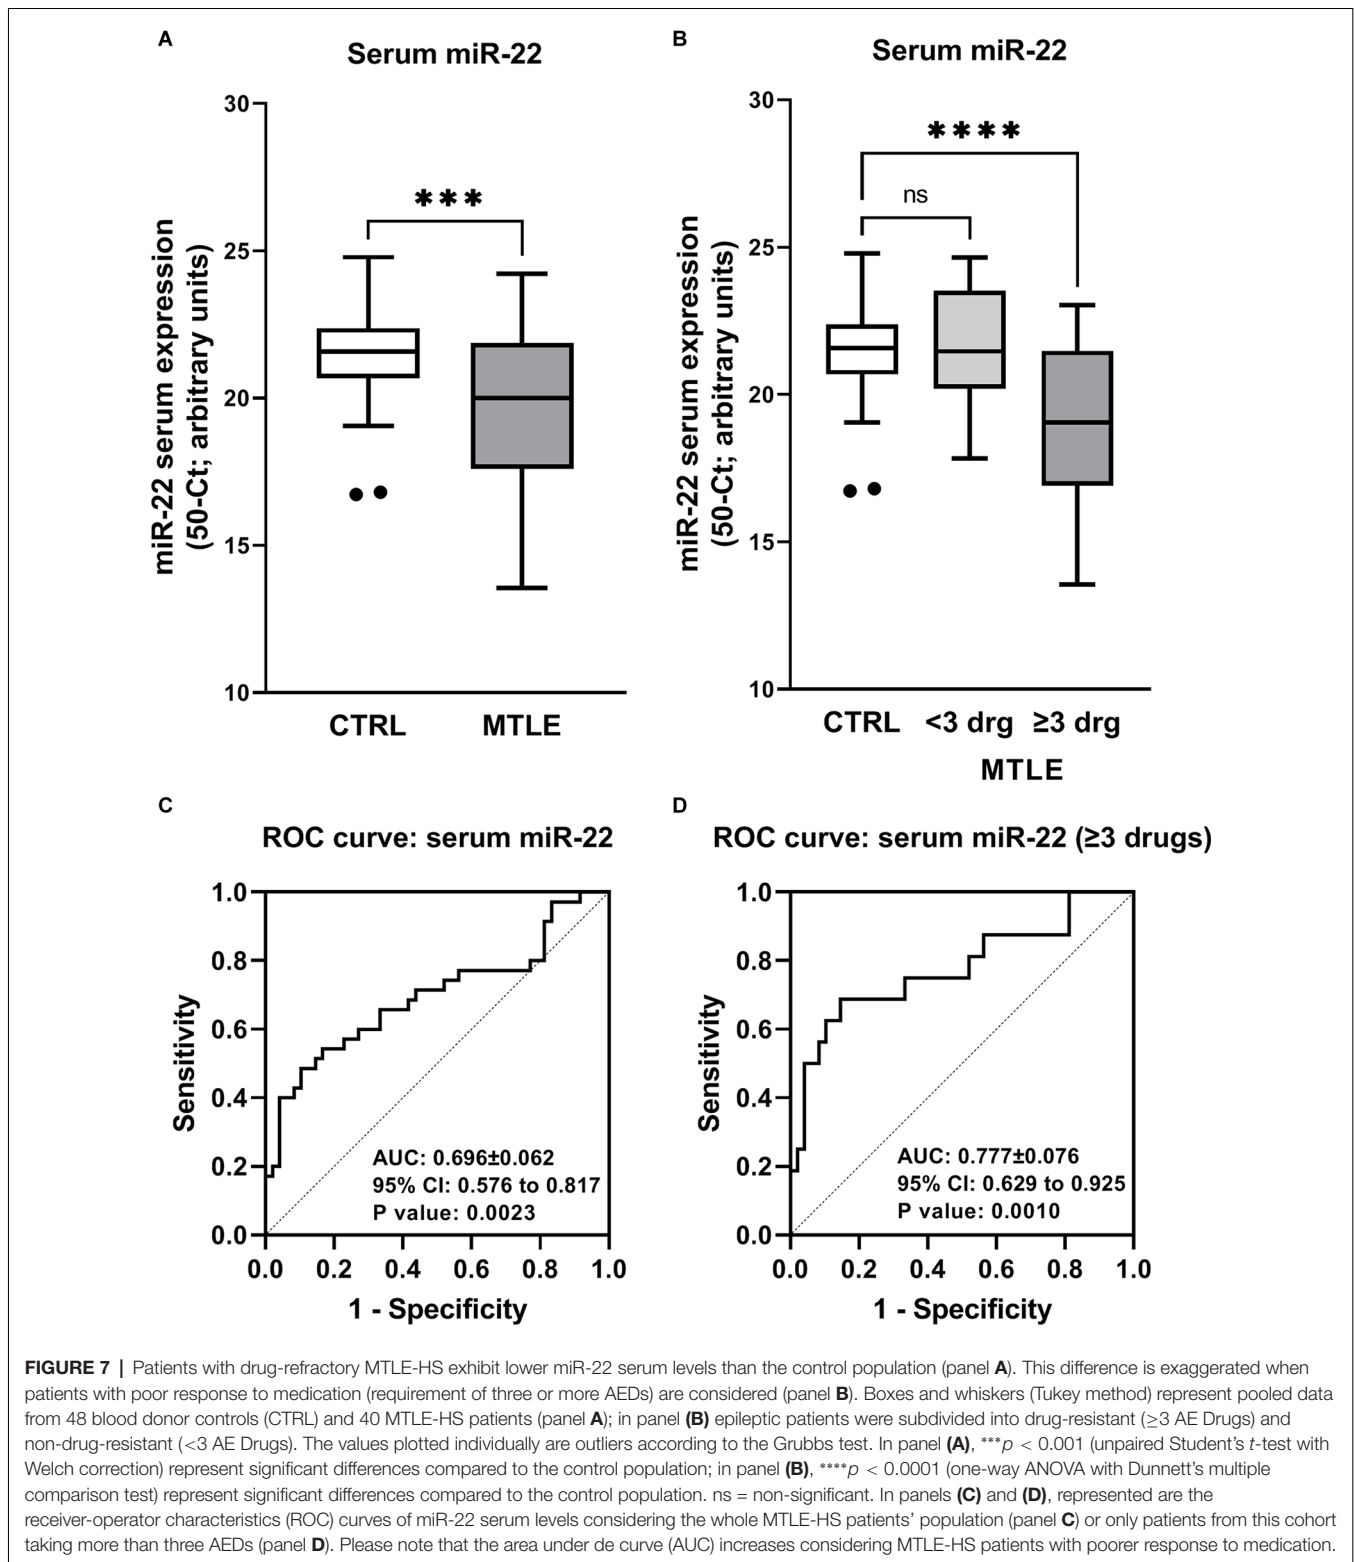 A
Serum miR-22
miR-22 serum expression
(50-Ct; arbitrary units)
30
25
20
15
10
✱✱✱
CTRL
MTLE
B
Serum miR-22
miR-22 serum expression
(50-Ct; arbitrary units)
30
25
20
15
10
✱✱✱✱
ns
CTRL
<3 drg
≥3 drg
MTLE
C
ROC curve: serum miR-22
Sensitivity
1.0
0.8
0.6
0.4
0.2
0.0
AUC: 0.696±0.062
95% CI: 0.576 to 0.817
P value: 0.0023
0.0 0.2 0.4 0.6 0.8 1.0
1 - Specificity
D
ROC curve: serum miR-22 (≥3 drugs)
Sensitivity
1.0
0.8
0.6
0.4
0.2
0.0
AUC: 0.777±0.076
95% CI: 0.629 to 0.925
P value: 0.0010
0.0 0.2 0.4 0.6 0.8 1.0
1 - Specificity
FIGURE 7 | Patients with drug-refractory MTLE-HS exhibit lower miR-22 serum levels than the control population (panel A). This difference is exaggerated when
patients with poor response to medication (requirement of three or more AEDs) are considered (panel B). Boxes and whiskers (Tukey method) represent pooled data
from 48 blood donor controls (CTRL) and 40 MTLE-HS patients (panel A); in panel (B) epileptic patients were subdivided into drug-resistant (≥3 AE Drugs) and
non-drug-resistant (<3 AE Drugs). The values plotted individually are outliers according to the Grubbs test. In panel (A), ***p < 0.001 (unpaired Student’s t-test with
Welch correction) represent significant differences compared to the control population; in panel (B), ****p < 0.0001 (one-way ANOVA with Dunnett’s multiple
comparison test) represent significant differences compared to the control population. ns = non-significant. In panels (C) and (D), represented are the
receiver-operator characteristics (ROC) curves of miR-22 serum levels considering the whole MTLE-HS patients’ population (panel C) or only patients from this cohort
taking more than three AEDs (panel D). Please note that the area under de curve (AUC) increases considering MTLE-HS patients with poorer response to medication.